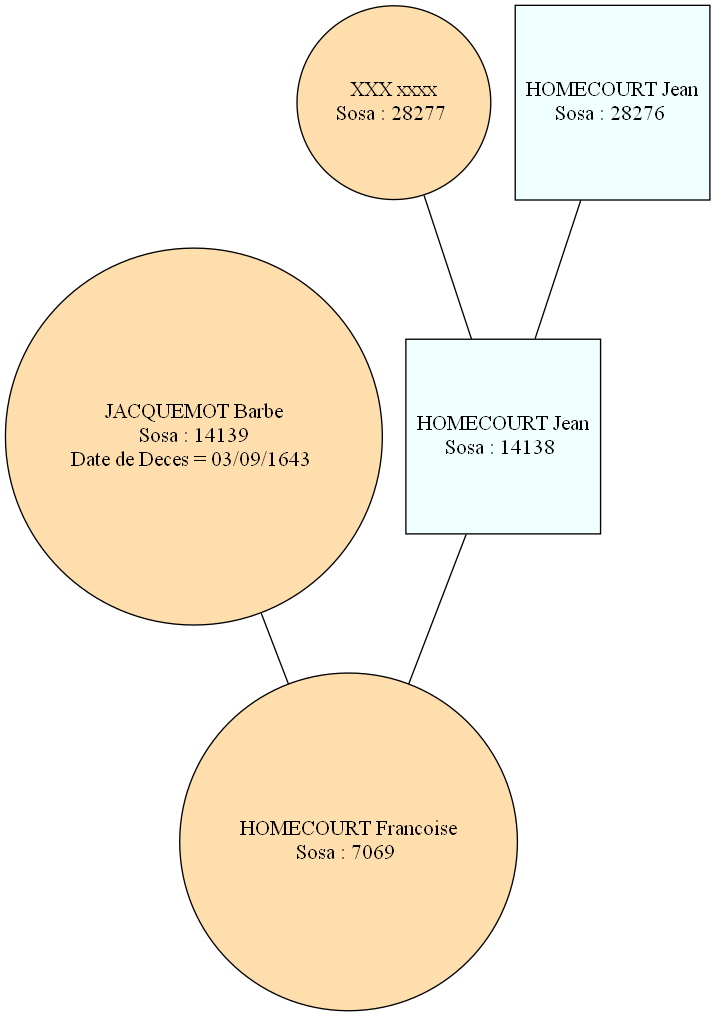 XXX xxxx
Sosa : 28277
HOMECOURT Jean
Sosa : 28276
JACQUEMOT Barbe
Sosa : 14139
Date de Deces = 03/09/1643
HOMECOURT Jean
Sosa : 14138
HOMECOURT Francoise
Sosa : 7069